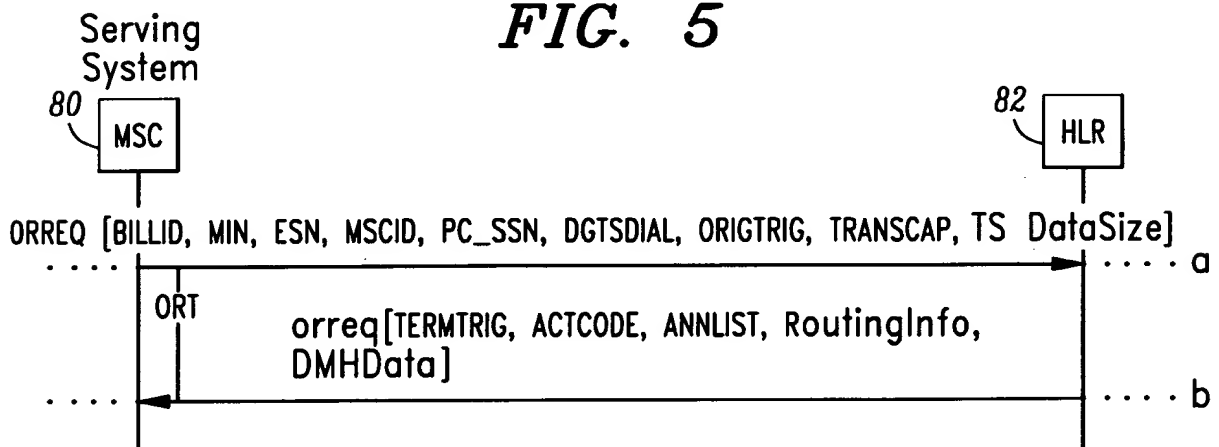 FIG. 5
Serving
System
80
MSC
82
HLR
ORREQ [BILLID, MIN, ESN, MSCID, PC_SSN, DGTSDIAL, ORIGTRIG, TRANSCAP, TS DataSize]
.... a
ORT
orreq[TERMTRIG, ACTCODE, ANNLIST, RoutingInfo,
DMHData]
.... b